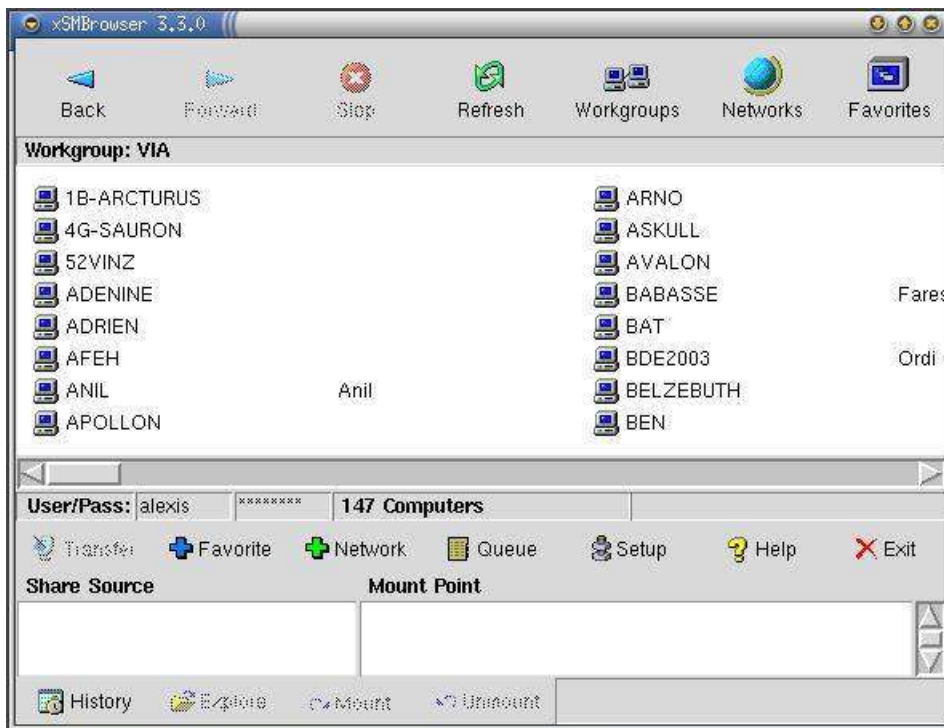 xSMBrowser 3.3.0
Back Forward Stop Refresh Workgroups Networks Favorites
Workgroup: VIA
1B-ARCTURUS ARNO
4G-SAURON ASKULL
52VINZ AVALON
ADENINE BABASSE Fares
ADRIEN BAT
AFEH BDE2003 Ordi
ANIL Anil BELZEBUTH
APOLLON BEN
User/Pass: alexis ******** 147 Computers
Transfer Favorite Network Queue Setup Help Exit
Share Source Mount Point
History Explore Mount Unmount